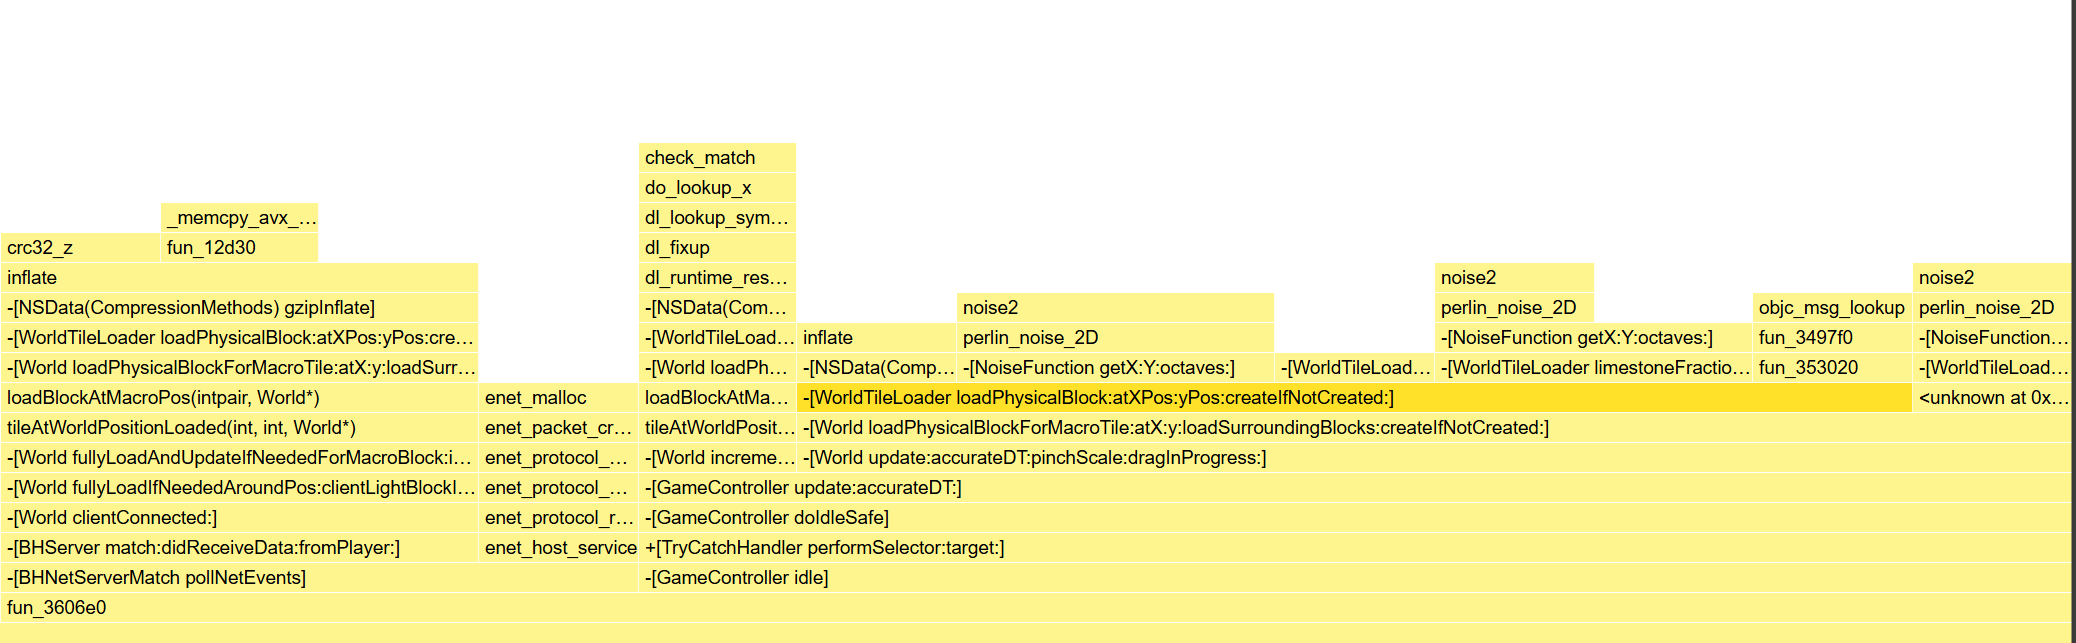 check_match
do_lookup_x
_memcpy_avx_… dl_lookup_sym…
crc32_z fun_12d30 dl_fixup
inflate dl_runtime_res… noise2 noise2
-[NSData(CompressionMethods) gzipInflate] -[NSData(Com… noise2 perlin_noise_2D objc_msg_lookup perlin_noise_2D
-[WorldTileLoader loadPhysicalBlock:atXPos:yPos:cre… -[WorldTileLoad… inflate perlin_noise_2D -[NoiseFunction getX:Y:octaves:] fun_3497f0 -[NoiseFunction…
-[World loadPhysicalBlockForMacroTile:atX:y:loadSurr… -[World loadPh… -[NSData(Comp… -[NoiseFunction getX:Y:octaves:] -[WorldTileLoad… -[WorldTileLoader limestoneFractio… fun_353020 -[WorldTileLoad…
loadBlockAtMacroPos(intpair, World*) enet_malloc loadBlockAtMa… -[WorldTileLoader loadPhysicalBlock:atXPos:yPos:createIfNotCreated:] <unknown at 0x…
tileAtWorldPositionLoaded(int, int, World*) enet_packet_cr… tileAtWorldPosit… -[World loadPhysicalBlockForMacroTile:atX:y:loadSurroundingBlocks:createIfNotCreated:]
-[World fullyLoadAndUpdateIfNeededForMacroBlock:i… enet_protocol_… -[World increme… -[World update:accurateDT:pinchScale:dragInProgress:]
-[World fullyLoadIfNeededAroundPos:clientLightBlockI… enet_protocol_… -[GameController update:accurateDT:]
-[World clientConnected:] enet_protocol_r… -[GameController doIdleSafe]
-[BHServer match:didReceiveData:fromPlayer:] enet_host_service +[TryCatchHandler performSelector:target:]
-[BHNetServerMatch pollNetEvents] -[GameController idle]
fun_3606e0